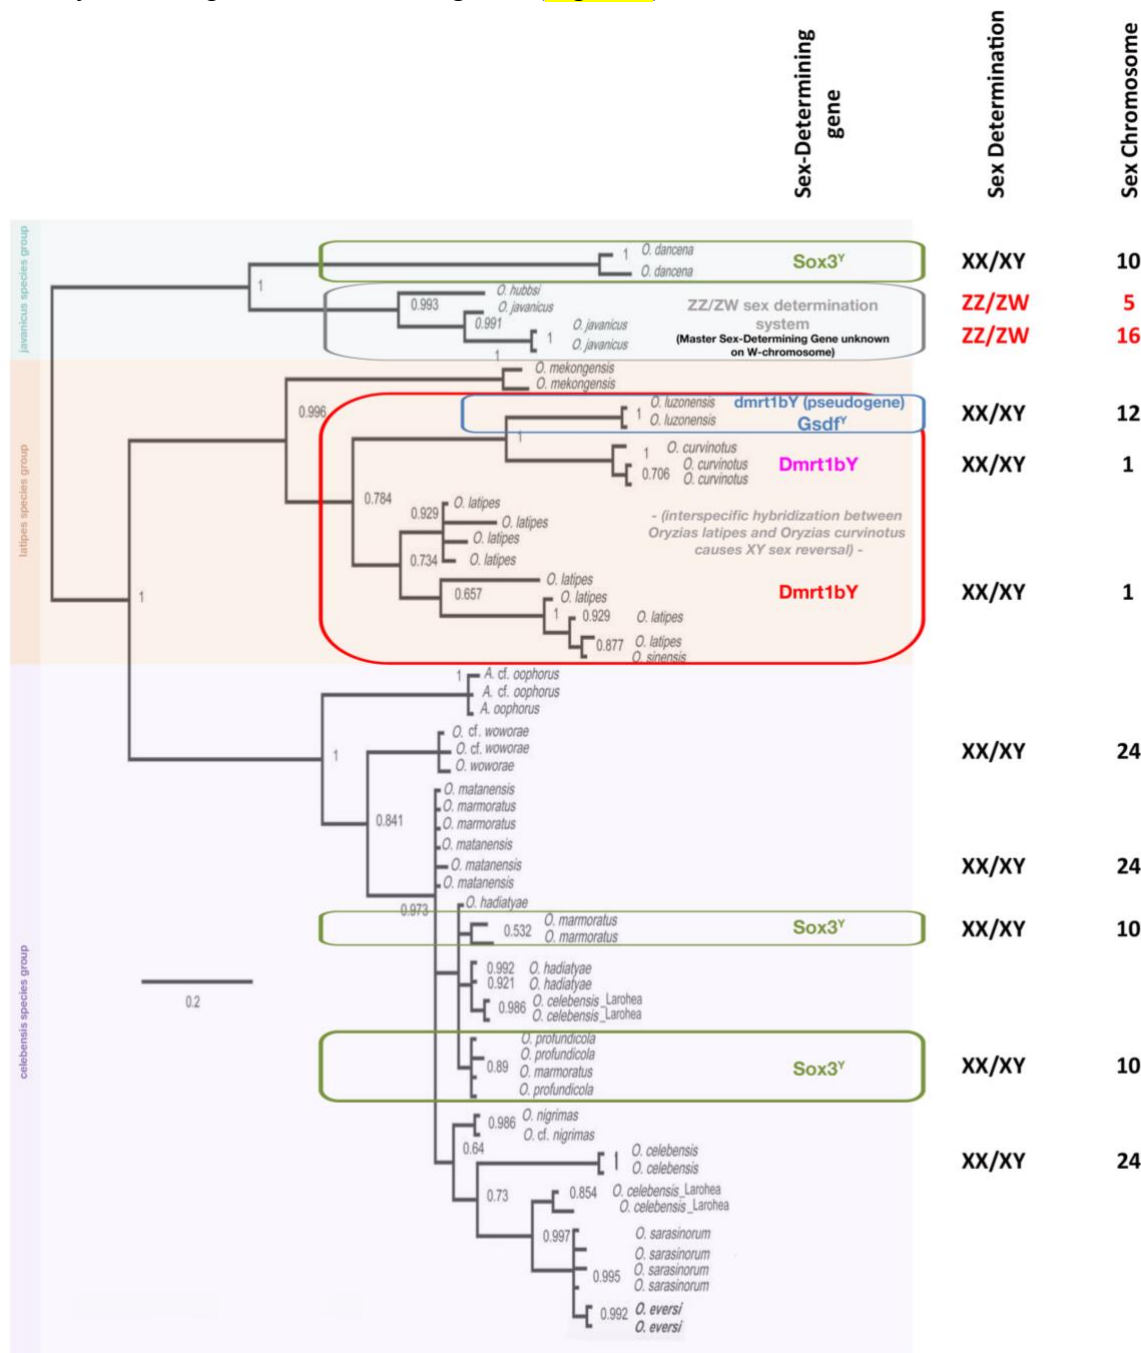 Sex-Determining
gene
Sex Determination
Sex Chromosome
javanicus species group
1
O. dancena
O. dancena
Sox3Y
XX/XY
10
1
0.993
O. hubbsi
O. javanicus
0.991
1
O. javanicus
O. javanicus
1
ZZ/ZW sex determination
system
(Master Sex-Determining Gene unknown
on W-chromosome)
ZZ/ZW
5
ZZ/ZW
16
latipes species group
O. mekongensis
O. mekongensis
0.996
O. luzonensis
O. luzonensis
1
dmrt1bY (pseudogene)
GsdfY
XX/XY
12
1
1
O. curvinotus
0.706
O. curvinotus
O. curvinotus
Dmrt1bY
XX/XY
1
0.784
0.929
O. latipes
O. latipes
O. latipes
0.734
O. latipes
- (interspecific hybridization between
Oryzias latipes and Oryzias curvinotus
causes XY sex reversal) -
0.657
O. latipes
O. latipes
1
0.929
O. latipes
0.877
O. latipes
O. sinensis
Dmrt1bY
XX/XY
1
1
celebensis species group
1
A. cf. oophorus
A. cf. oophorus
A. oophorus
1
O. cf. woworae
O. cf. woworae
O. woworae
XX/XY
24
0.841
O. matanensis
O. marmoratus
O. marmoratus
O. matanensis
O. matanensis
O. matanensis
XX/XY
24
0.973
O. hadiatyae
0.532
O. marmoratus
O. marmoratus
Sox3Y
XX/XY
10
0.992
O. hadiatyae
0.921
O. hadiatyae
0.986
O. celebensis_Larohea
O. celebensis_Larohea
0.2
O. profundicola
O. profundicola
0.89
O. marmoratus
O. profundicola
Sox3Y
XX/XY
10
0.986
O. nigrimas
O. cf. nigrimas
0.64
1
O. celebensis
O. celebensis
XX/XY
24
0.73
0.854
O. celebensis_Larohea
O. celebensis_Larohea
0.997
O. sarasinorum
O. sarasinorum
0.995
O. sarasinorum
O. sarasinorum
0.992
O. eversi
O. eversi